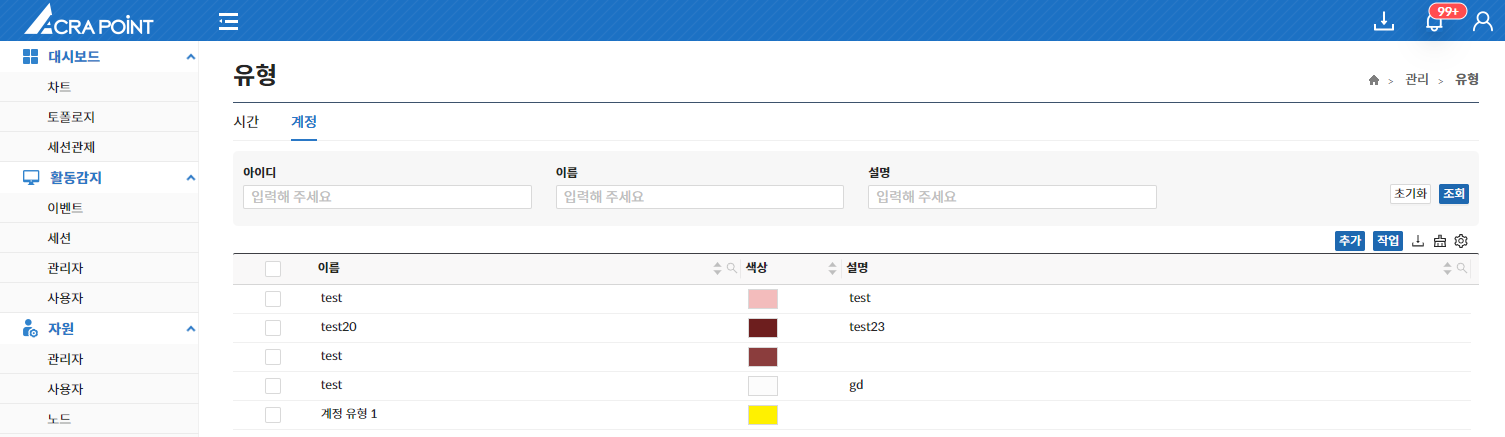 ACRA POINT
99+
대시보드
차트
토폴로지
세션관제
활동감지
이벤트
세션
관리자
사용자
자원
관리자
사용자
노드
유형
> 관리 > 유형
시간 계정
아이디 이름 설명
입력해 주세요 입력해 주세요 입력해 주세요 초기화 조회
추가 작업
이름 색상 설명
test test
test20 test23
test
test gd
계정 유형 1